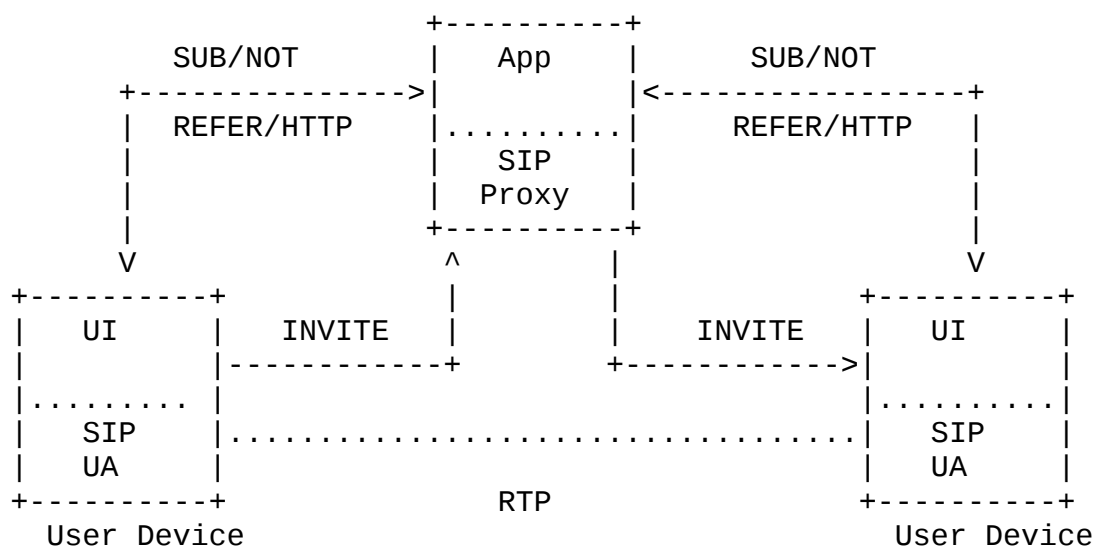 +----------+
SUB/NOT | App | SUB/NOT
+--------------->| |<-----------------+
| REFER/HTTP |..........| REFER/HTTP |
| | SIP | |
| | Proxy | |
| +----------+ |
V ^ | V
+----------+ | | +----------+
| UI | INVITE | | INVITE | UI |
| |------------+ +------------>| |
|......... | |..........|
| SIP |..................................| SIP |
| UA | | UA |
+----------+ RTP +----------+
User Device User Device